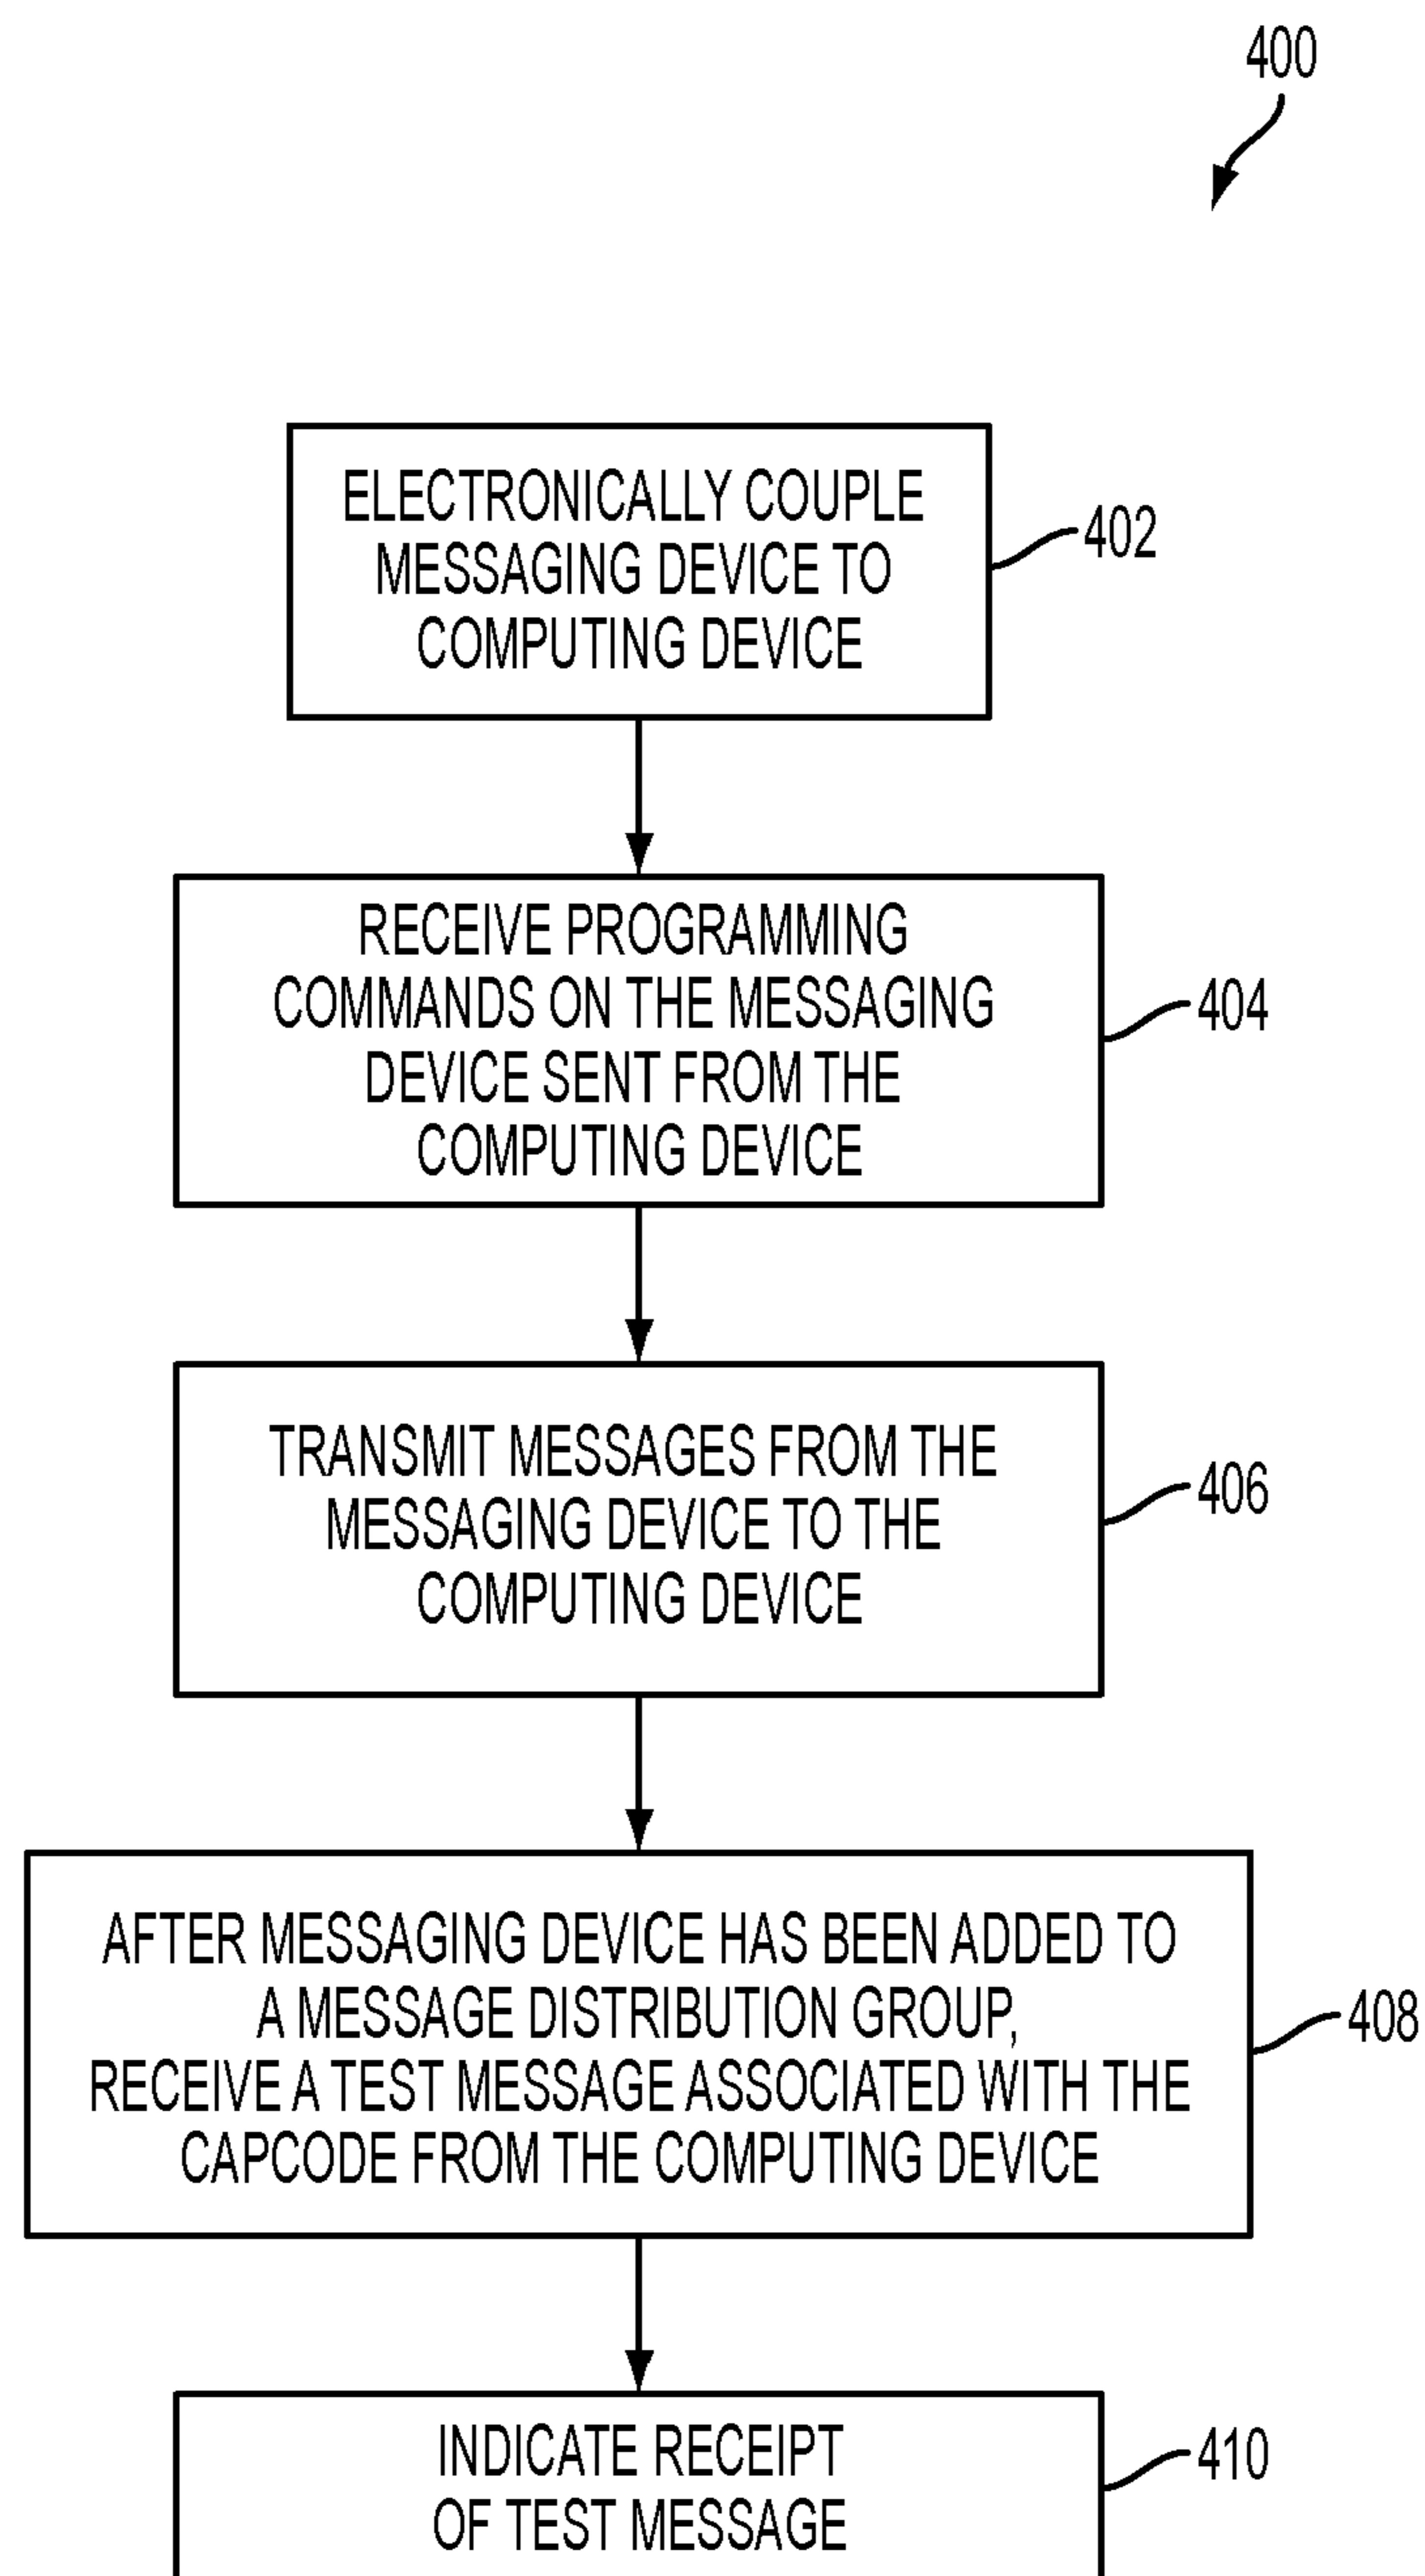 400
ELECTRONICALLY COUPLE
MESSAGING DEVICE TO
COMPUTING DEVICE
402
RECEIVE PROGRAMMING
COMMANDS ON THE MESSAGING
DEVICE SENT FROM THE
COMPUTING DEVICE
404
TRANSMIT MESSAGES FROM THE
MESSAGING DEVICE TO THE
COMPUTING DEVICE
406
AFTER MESSAGING DEVICE HAS BEEN ADDED TO
A MESSAGE DISTRIBUTION GROUP,
RECEIVE A TEST MESSAGE ASSOCIATED WITH THE
CAPCODE FROM THE COMPUTING DEVICE
408
INDICATE RECEIPT
OF TEST MESSAGE
410